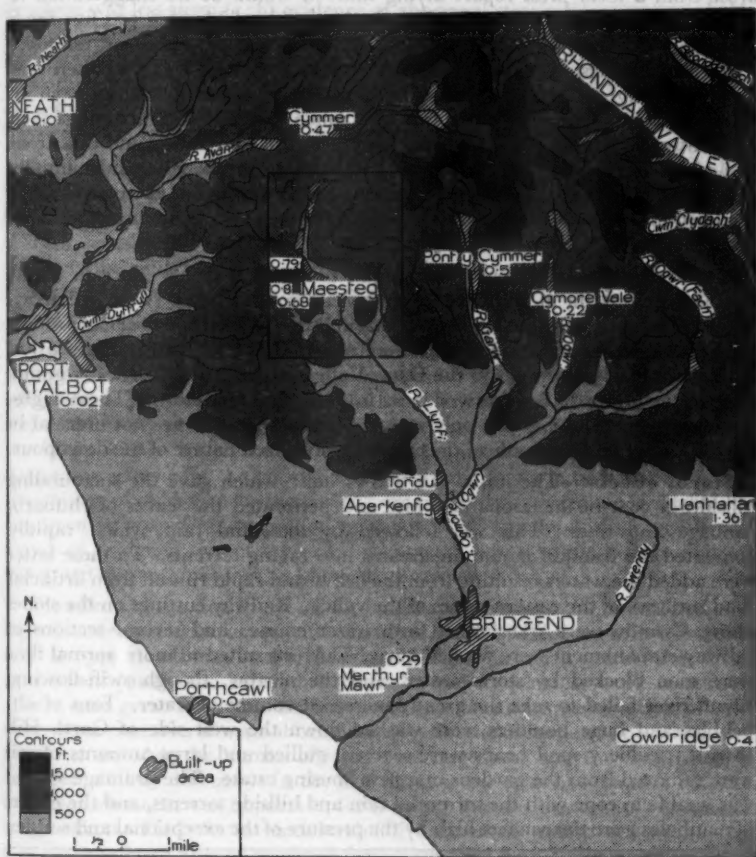 R. Neath
NEATH
0·0
RHONDDA
VALLEY
Cymmer
0·47
R. Avan
Cwm Clydach
R. Ogwr (Fach)
0·79
0·8 Maesteg
0·68
Pont y Cymmer
0·5
Ogmore Vale
0·22
R. Garw
R. Ogwr
Cwm Dyffryn
PORT
TALBOT
0·02
R. Llynfi
Tondu
Aberkenfig
Ogmore (Ogwr)
Llanharan
1·36
R. Ewenny
N
BRIDGEND
0·29
Merthyr
Mawr
Porthcawl
0·0
Cowbridge 0·4
Contours
ft
1500
1000
500
Built-up
area
1/2 0
mile